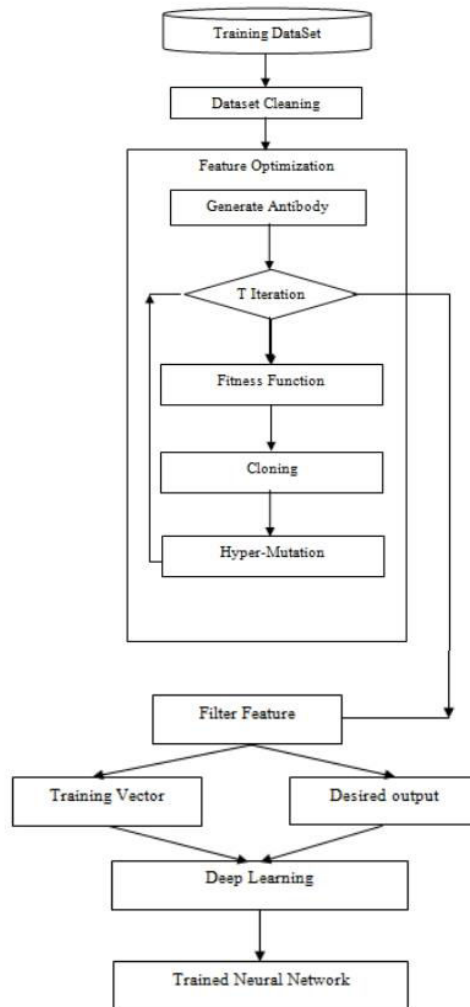 Training DataSet
Dataset Cleaning
Feature Optimization
Generate Antibody
T Iteration
Fitness Function
Cloning
Hyper-Mutation
Filter Feature
Training Vector
Desired output
Deep Learning
Trained Neural Network